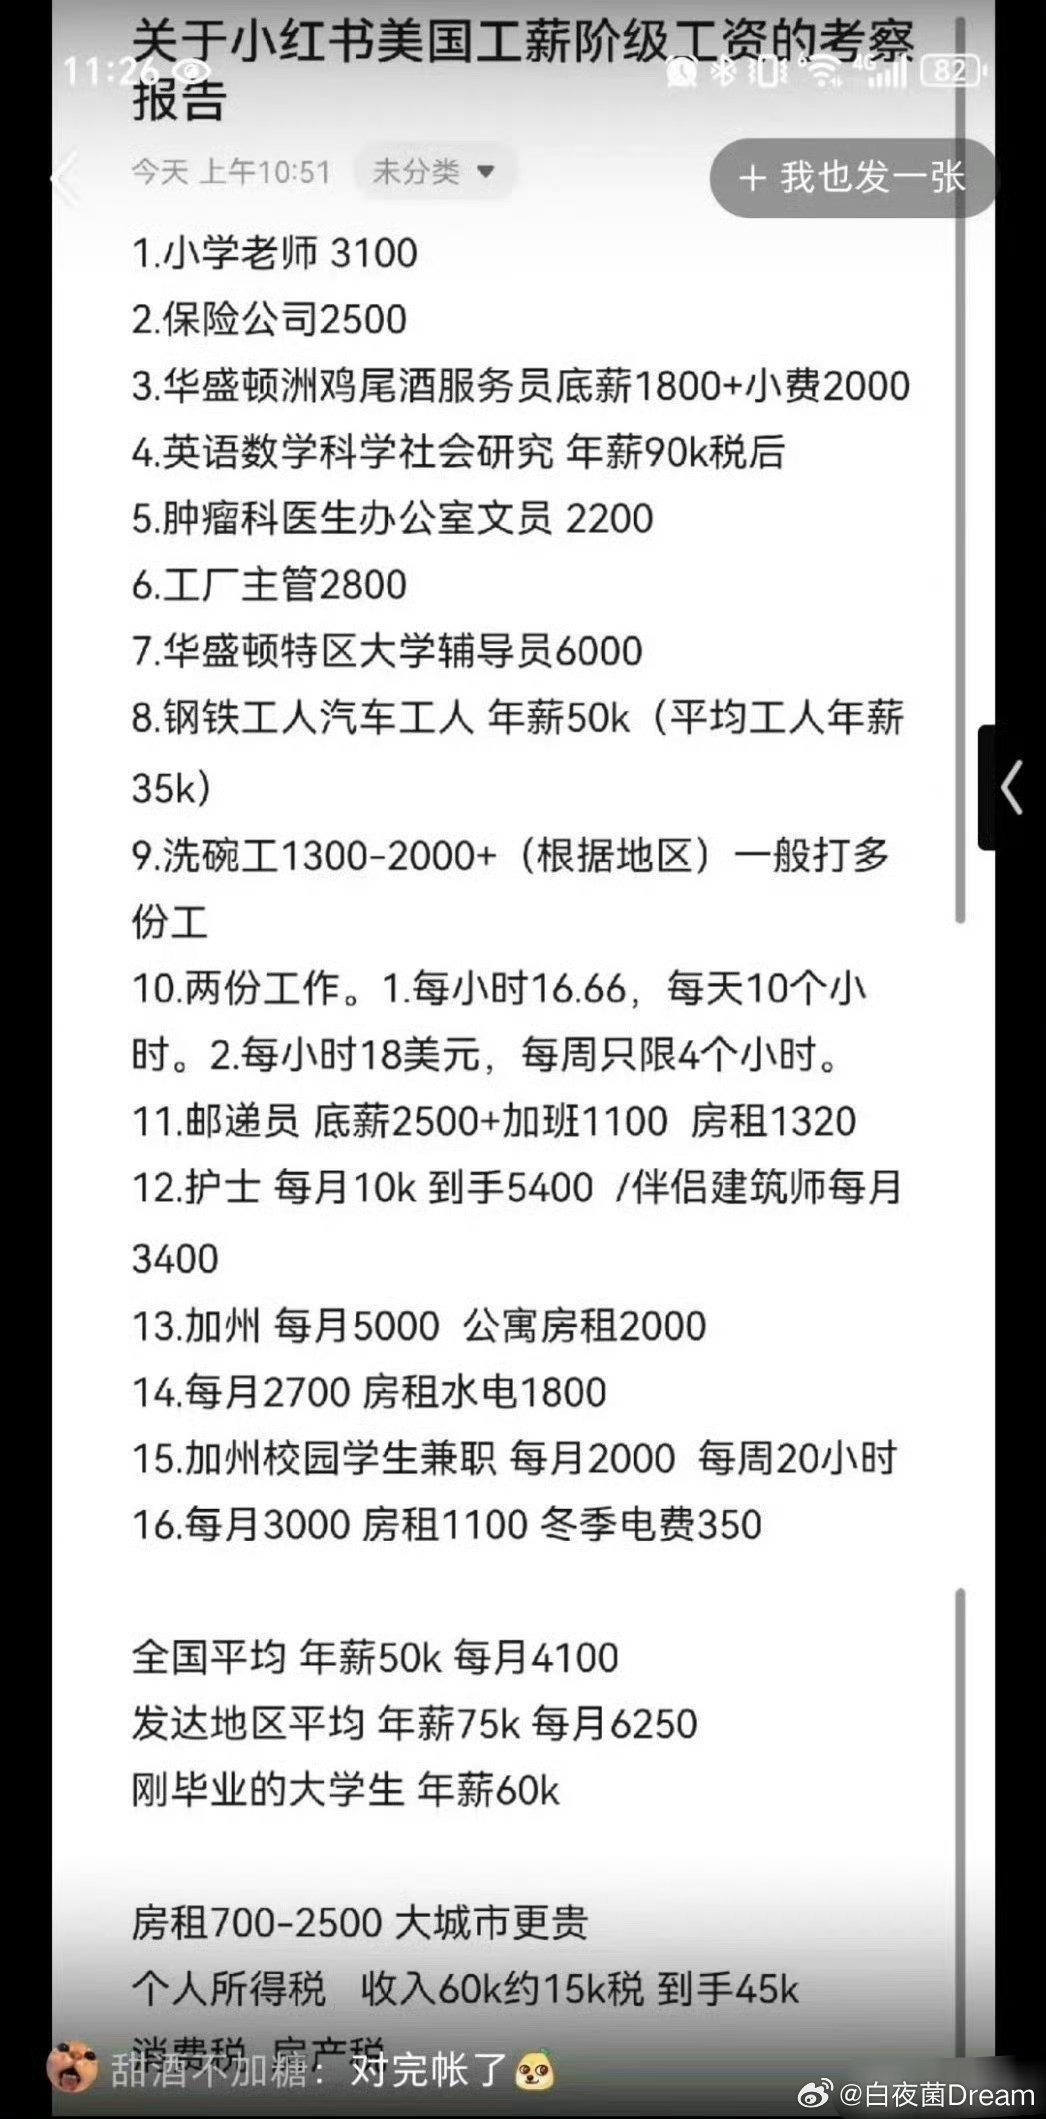 关于小红书美国工薪阶级工资的考察
11:26 4G 82
报告
今天 上午10:51 未分类
+ 我也发一张
1.小学老师 3100
2.保险公司2500
3.华盛顿洲鸡尾酒服务员底薪1800+小费2000
4.英语数学科学社会研究 年薪90k税后
5.肿瘤科医生办公室文员 2200
6.工厂主管2800
7.华盛顿特区大学辅导员6000
8.钢铁工人汽车工人 年薪50k（平均工人年薪
35k）
9.洗碗工1300-2000+（根据地区）一般打多
份工
10.两份工作。1.每小时16.66，每天10个小
时。2.每小时18美元，每周只限4个小时。
11.邮递员 底薪2500+加班1100 房租1320
12.护士 每月10k 到手5400 /伴侣建筑师每月
3400
13.加州 每月5000 公寓房租2000
14.每月2700 房租水电1800
15.加州校园学生兼职 每月2000 每周20小时
16.每月3000 房租1100 冬季电费350
全国平均 年薪50k 每月4100
发达地区平均 年薪75k 每月6250
刚毕业的大学生 年薪60k
房租700-2500 大城市更贵
个人所得税 收入60k约15k税 到手45k
消费税 房产税
甜酒不加糖：对完帐了
@白夜菌Dream